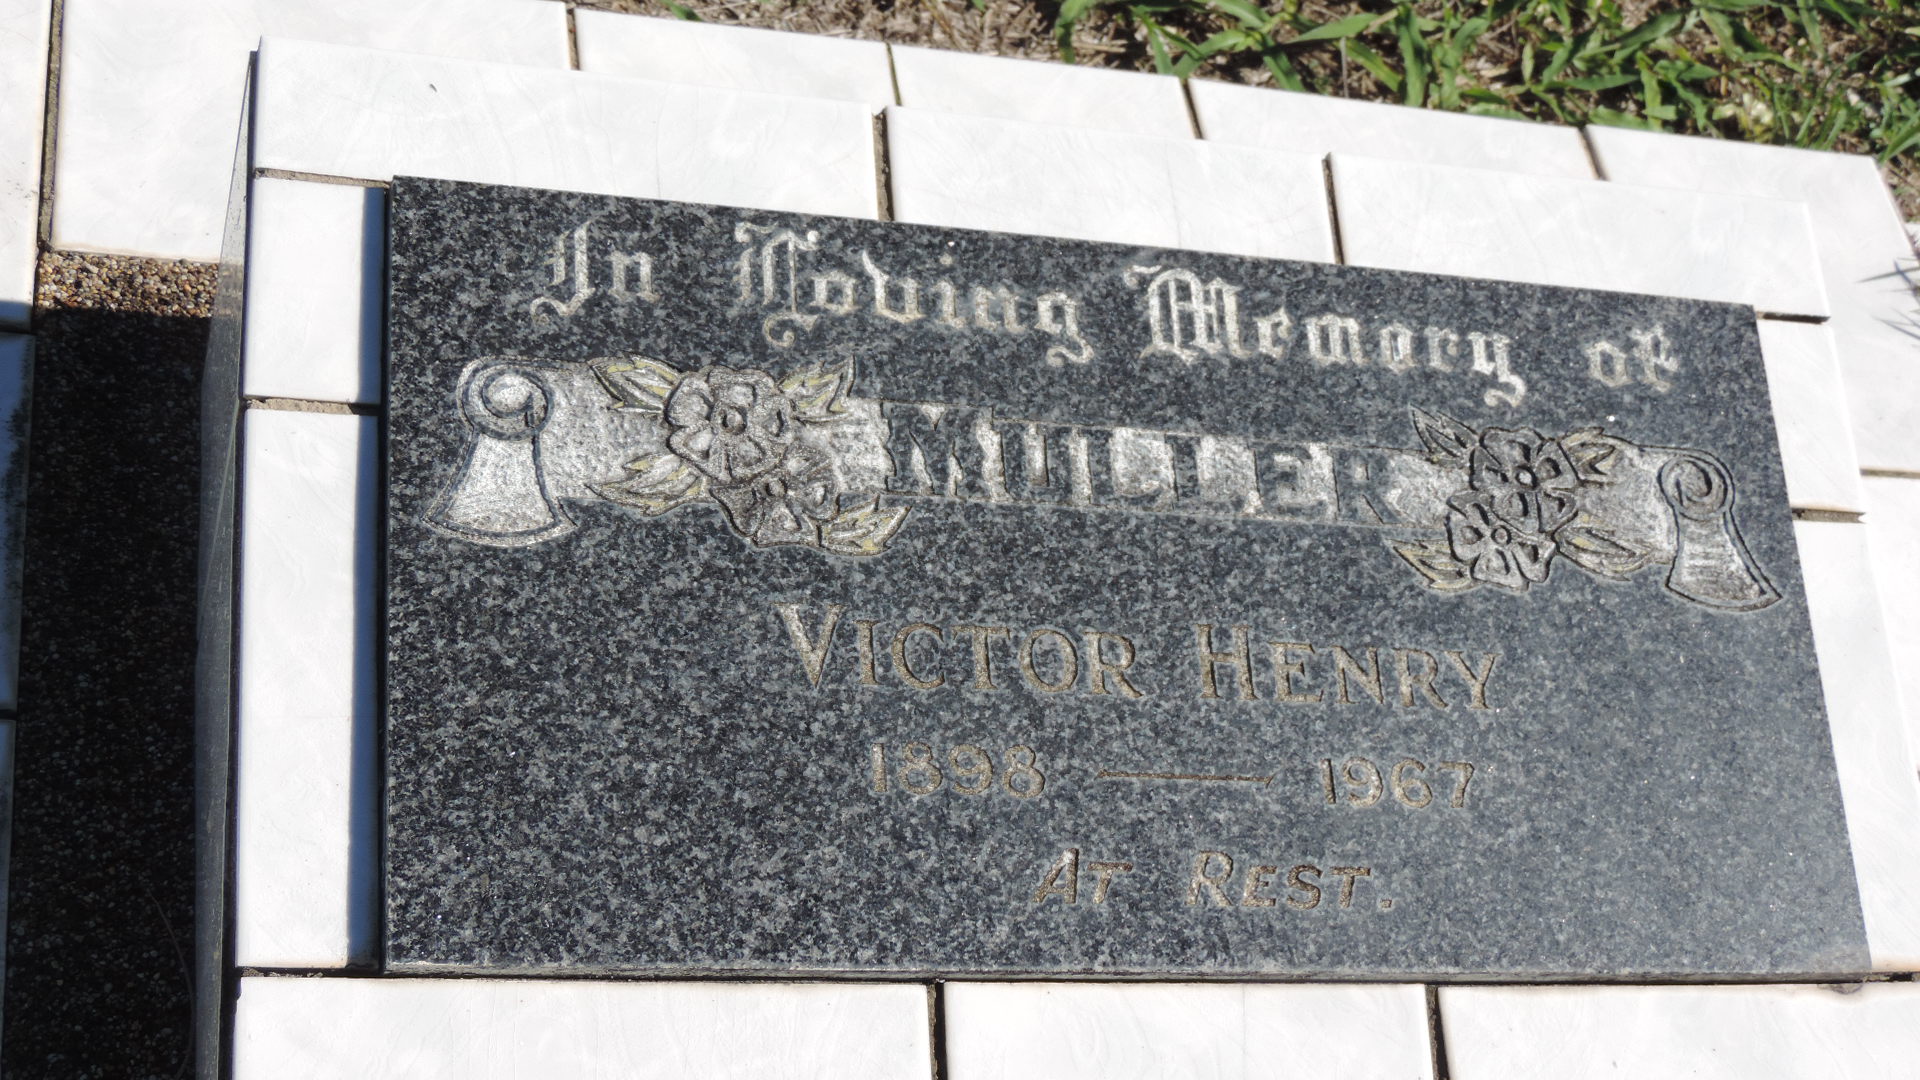 In Loving Memory of
MULLER
VICTOR HENRY
1898 — 1967
AT REST.